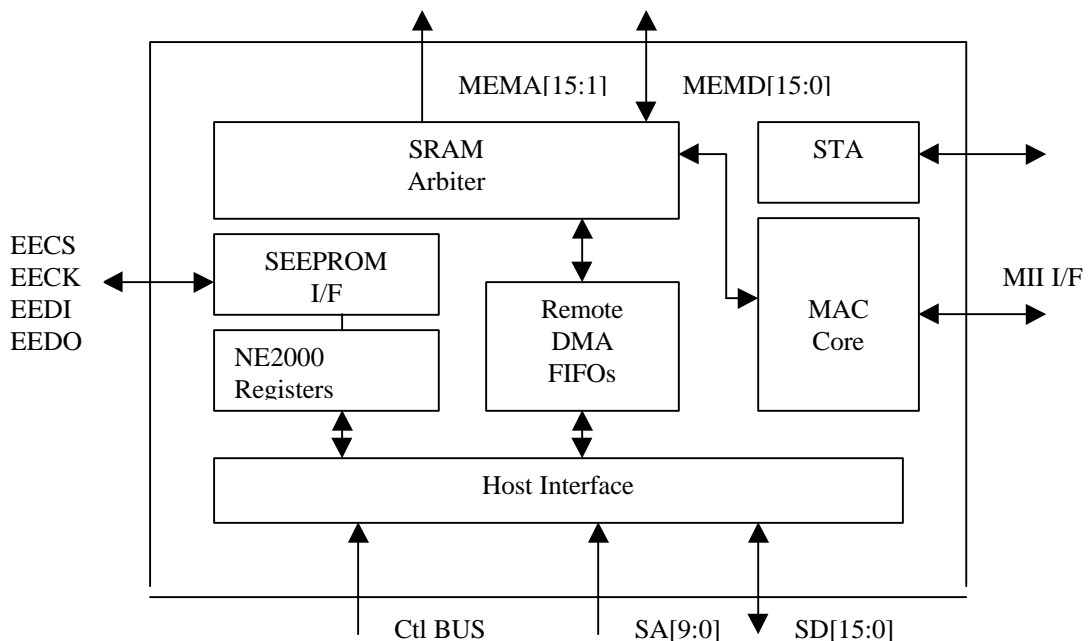 MEMA[15:1]
MEMD[15:0]
SRAM
Arbiter
STA
EECS
EECK
EEDI
EEDO
SEEPROM
I/F
Remote
DMA
FIFOs
MAC
Core
MII I/F
NE2000
Registers
Host Interface
Ctl BUS
SA[9:0]
SD[15:0]